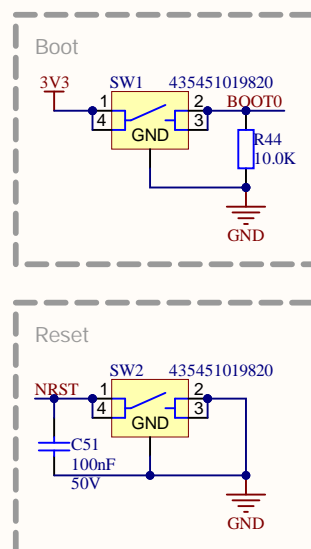 Boot
3V3
SW1 435451019820
1 2 BOOT0
4 3
GND
R44
10.0K
GND
Reset
SW2 435451019820
NRST 1 2
4 3
GND
C51
100nF
50V
GND